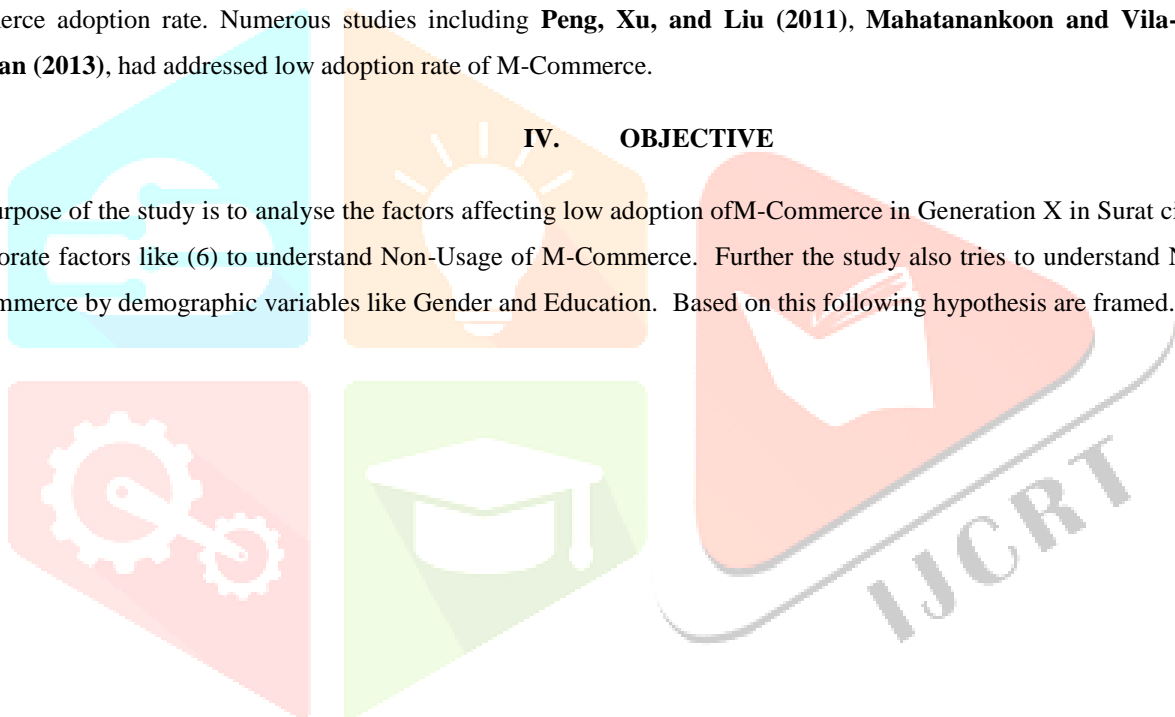 erce adoption rate. Numerous studies including Peng, Xu, and Liu (2011), Mahatanankoon and Vila-
an (2013), had addressed low adoption rate of M-Commerce.
IV. OBJECTIVE
urpose of the study is to analyse the factors affecting low adoption ofM-Commerce in Generation X in Surat ci
orate factors like (6) to understand Non-Usage of M-Commerce. Further the study also tries to understand N
mmerce by demographic variables like Gender and Education. Based on this following hypothesis are framed.
IJCRT